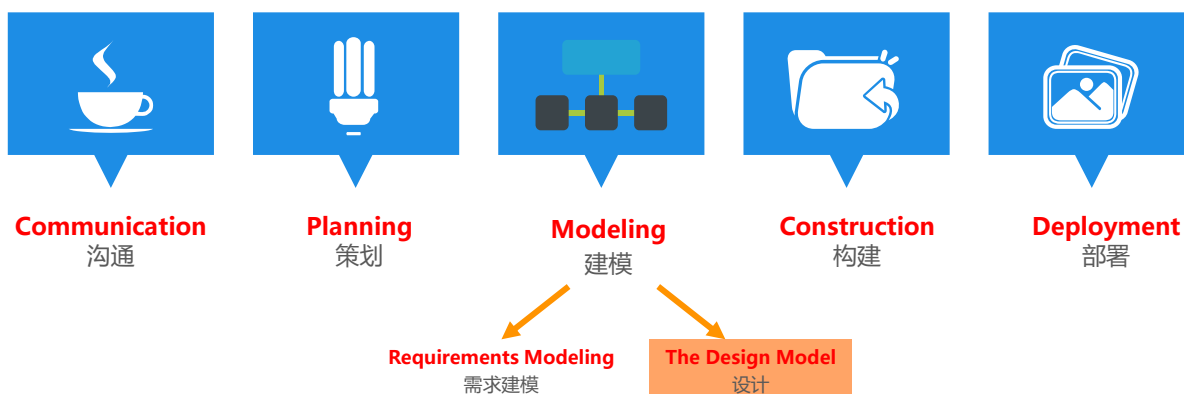 Communication
沟通
Planning
策划
Modeling
建模
Construction
构建
Deployment
部署
Requirements Modeling
需求建模
The Design Model
设计